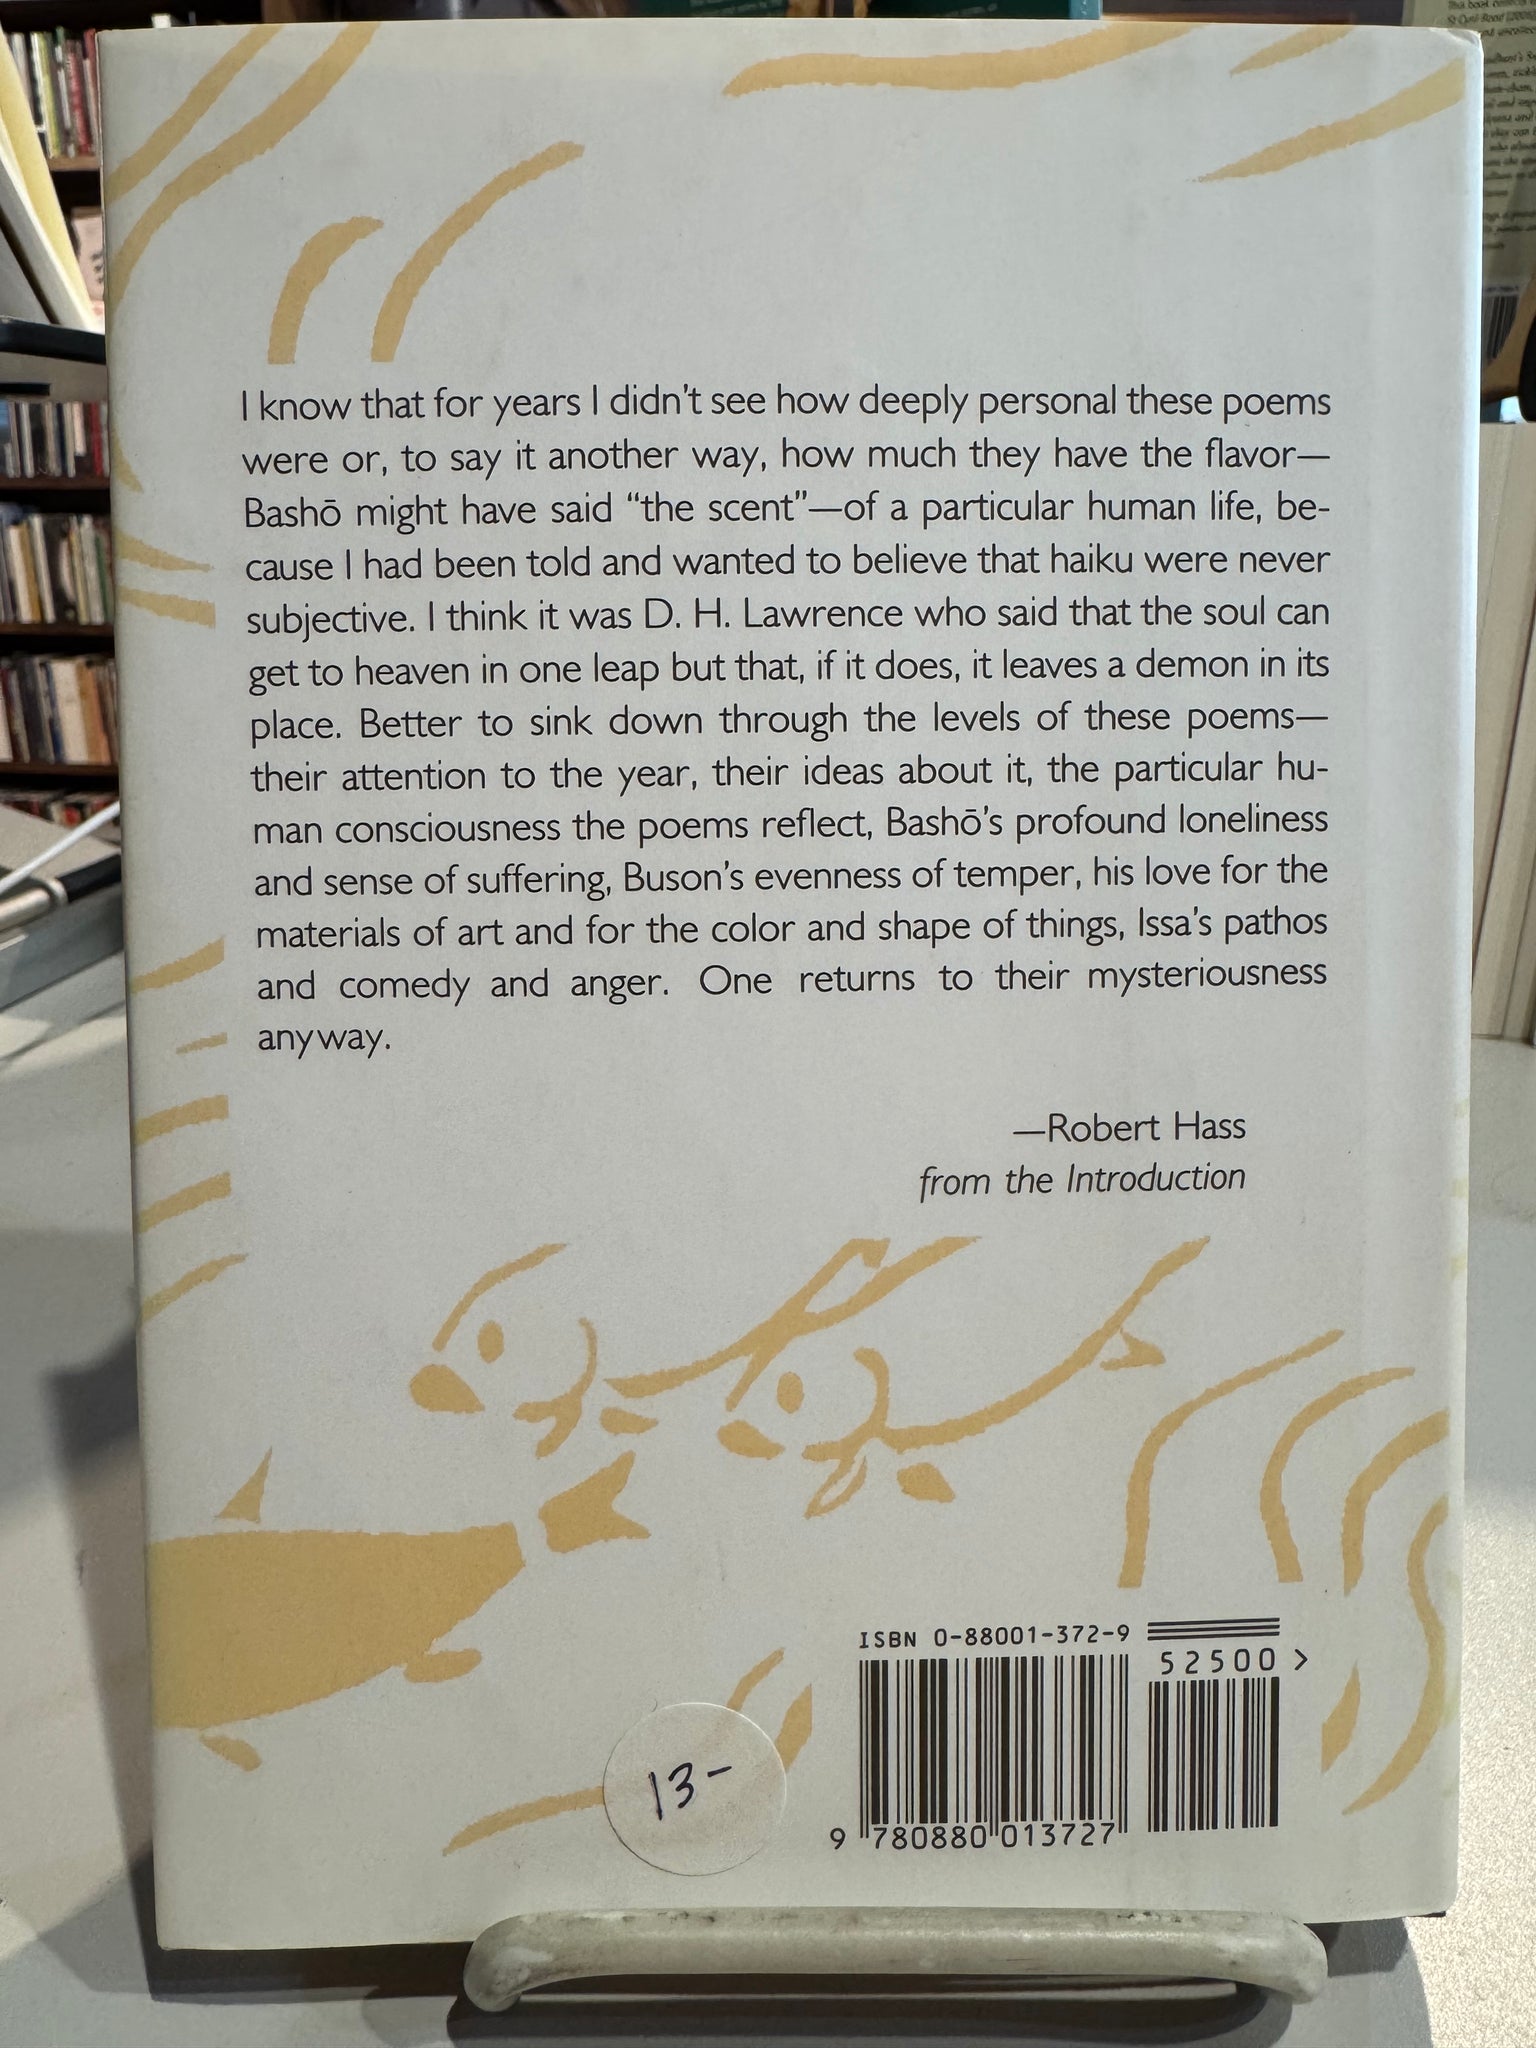 I know that for years I didn't see how deeply personal these poems
were or, to say it another way, how much they have the flavor—
Bashō might have said “the scent”—of a particular human life, be-
cause I had been told and wanted to believe that haiku were never
subjective. I think it was D. H. Lawrence who said that the soul can
get to heaven in one leap but that, if it does, it leaves a demon in its
place. Better to sink down through the levels of these poems—
their attention to the year, their ideas about it, the particular hu-
man consciousness the poems reflect, Bashō's profound loneliness
and sense of suffering, Buson's evenness of temper, his love for the
materials of art and for the color and shape of things, Issa's pathos
and comedy and anger. One returns to their mysteriousness
anyway.
—Robert Hass
from the Introduction
ISBN 0-88001-372-9
52500 >
9 780880 013727
13-